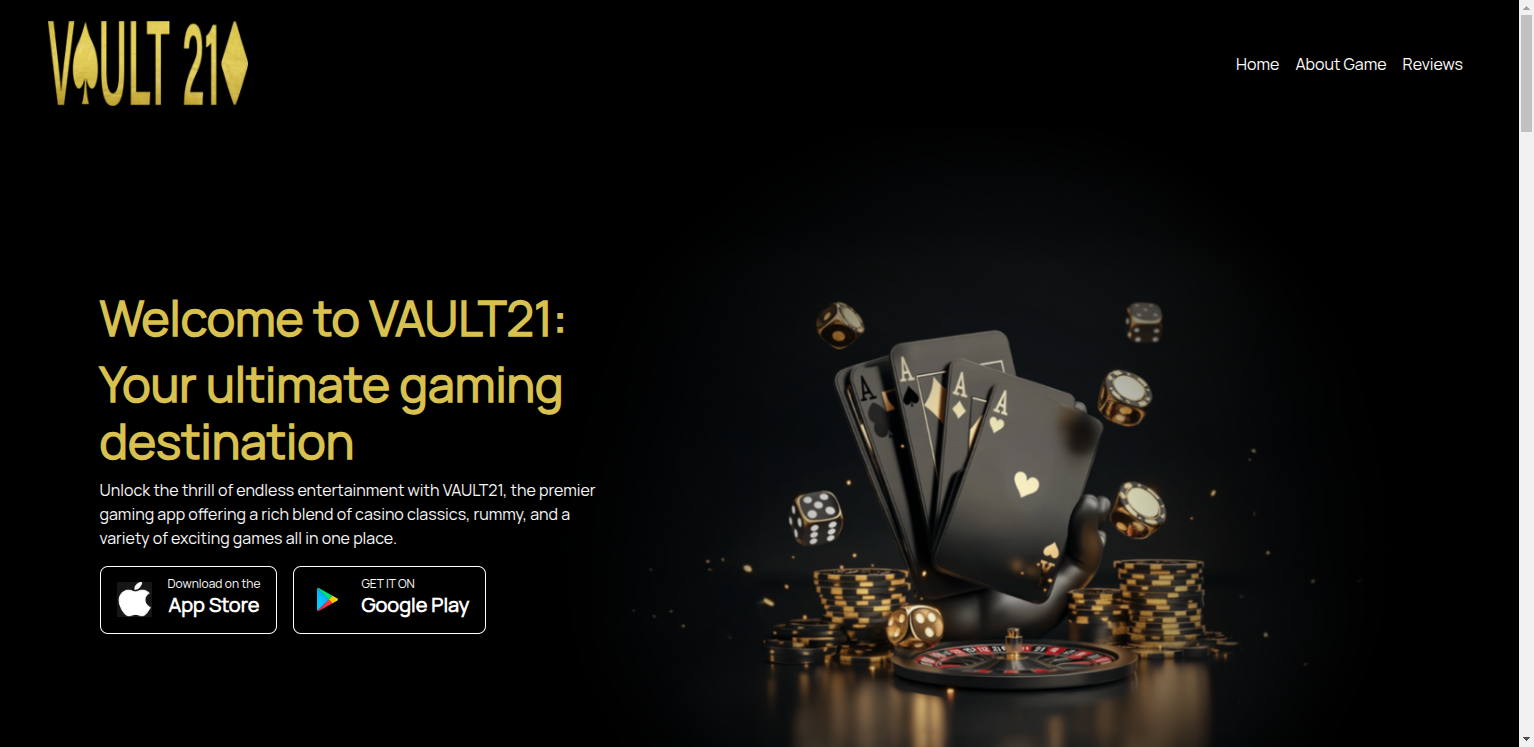 VAULT 21
Home About Game Reviews
Welcome to VAULT21:
Your ultimate gaming
destination
Unlock the thrill of endless entertainment with VAULT21, the premier
gaming app offering a rich blend of casino classics, rummy, and a
variety of exciting games all in one place.
Download on the
App Store
GET IT ON
Google Play
A A A A